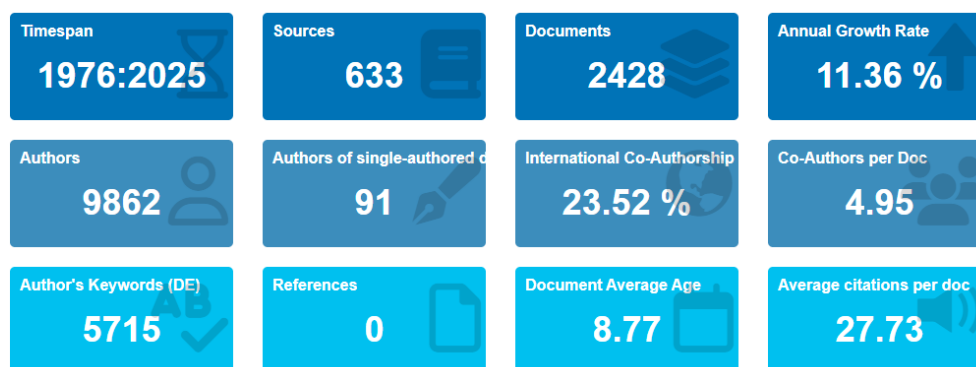 Timespan
1976:2025
Sources
633
Documents
2428
Annual Growth Rate
11.36 %
Authors
9862
Authors of single-authored d
91
International Co-Authorship
23.52 %
Co-Authors per Doc
4.95
Author's Keywords (DE)
5715
References
0
Document Average Age
8.77
Average citations per doc
27.73
AB